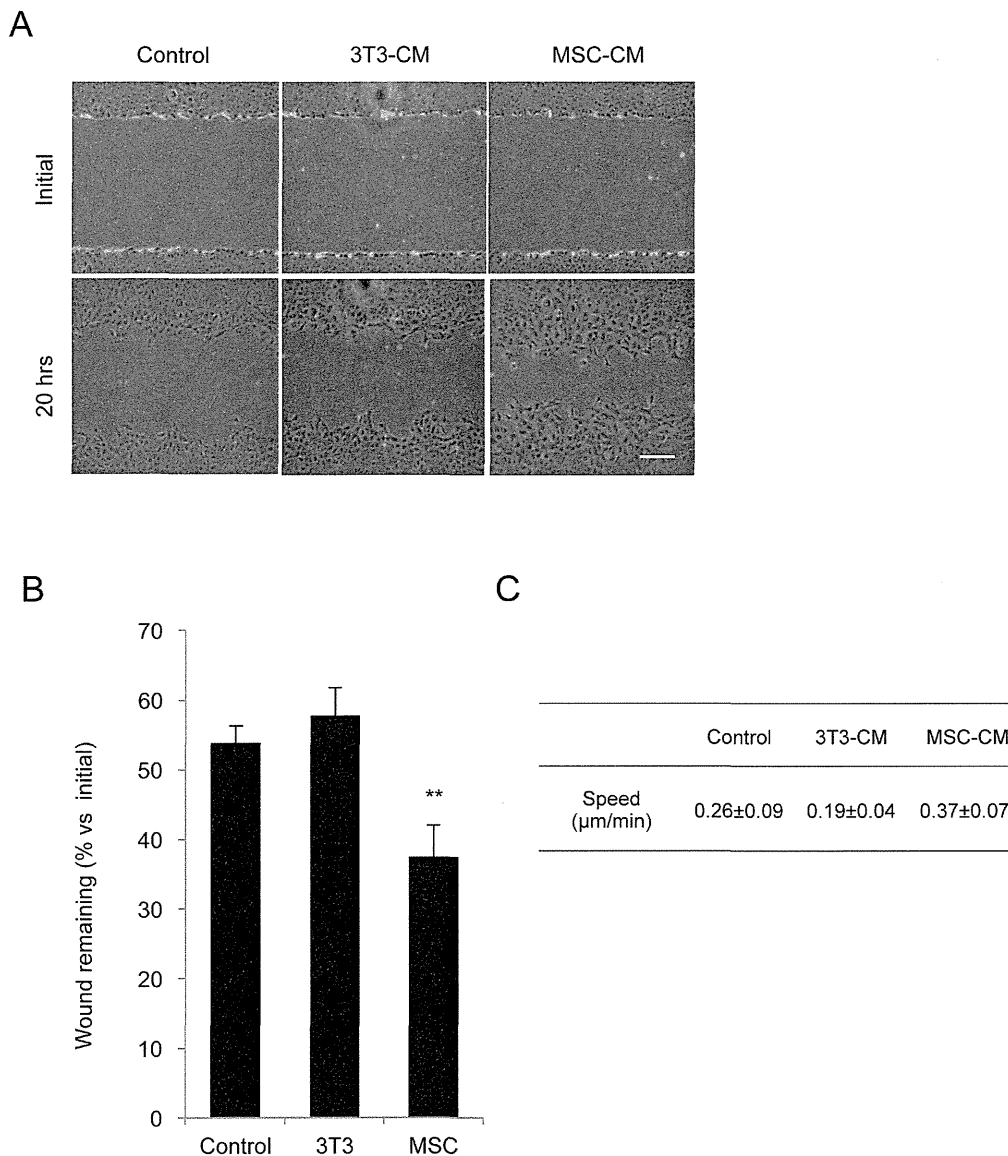 A
Control 3T3-CM MSC-CM
Initial
20 hrs
B
Wound remaining (% vs initial)
70
60
50
40
30
20
10
0
**
Control 3T3 MSC
C
Control 3T3-CM MSC-CM
Speed
(µm/min)
0.26±0.09 0.19±0.04 0.37±0.07